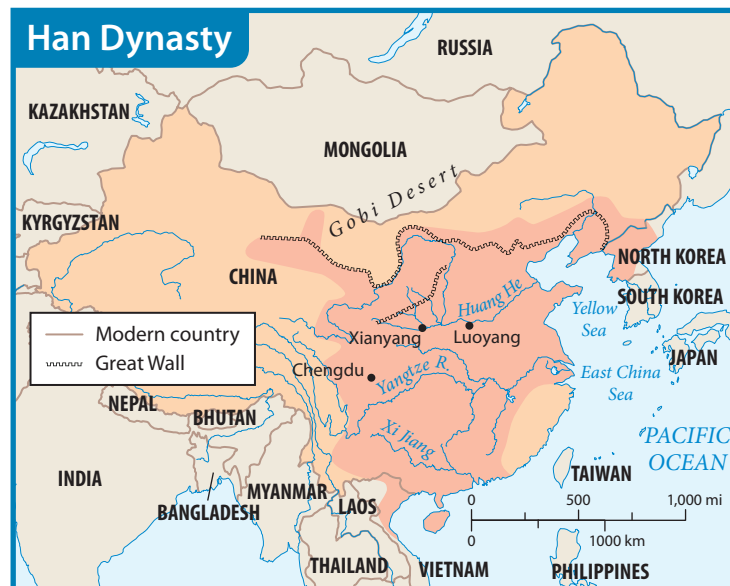 Han Dynasty
RUSSIA
KAZAKHSTAN
MONGOLIA
Gobi Desert
KYRGYZSTAN
NORTH KOREA
CHINA
SOUTH KOREA
Huang He
Yellow
Sea
Modern country
Great Wall
Xianyang
Luoyang
JAPAN
Chengdu
Yangtze R.
East China
Sea
NEPAL
BHUTAN
Xi Jiang
PACIFIC
OCEAN
INDIA
TAIWAN
MYANMAR
BANGLADESH
LAOS
0 500 1,000 mi
0 1000 km
THAILAND
VIETNAM
PHILIPPINES